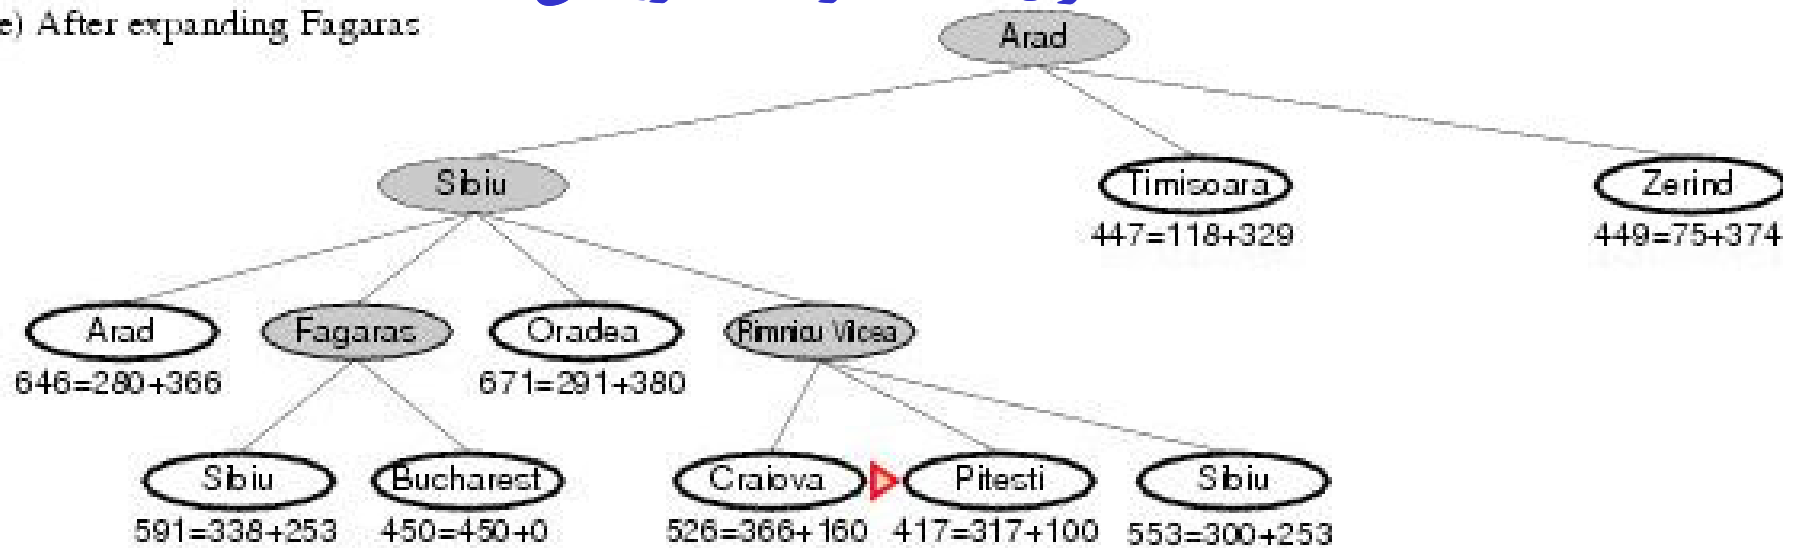 e) After expanding Fagaras
Arad
Sibiu
Timisoara
Zerind
447=118+329
449=75+374
Arad
Fagaras
Oradea
Rimnicu Vilcea
646=280+366
671=291+380
Sibiu
Bucharest
Craiova
Pitesti
Sibiu
591=338+253
450=450+0
526=366+160
417=317+100
553=300+253